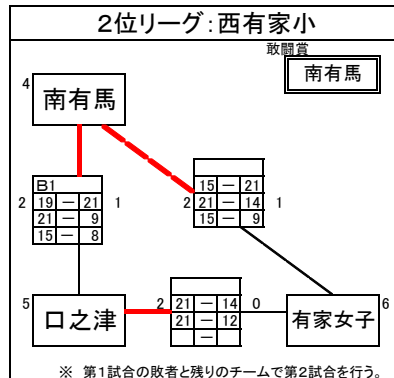 2位リーグ：西有家小
敢闘賞
南有馬
4
南有馬
B1
2 19 － 21 1
21 － 9
15 － 8
15 － 21
2 21 － 14 1
15 － 9
5
口之津
2 21 － 14 0
21 － 12
－
有家女子
6
※ 第1試合の敗者と残りのチームで第2試合を行う。